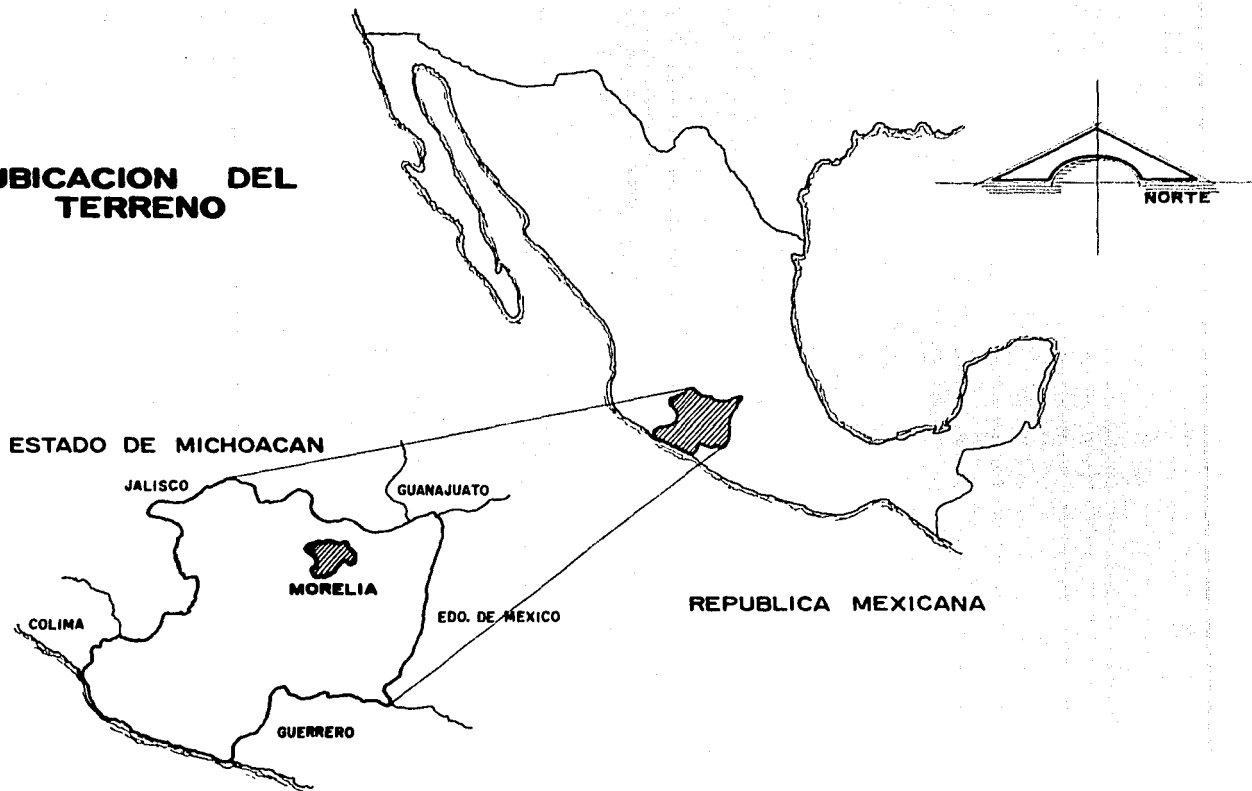 UBICACION DEL
TERRENO
NORTE
ESTADO DE MICHOACAN
JALISCO
GUANAJUATO
MORELIA
COLIMA
EDO. DE MEXICO
GUERRERO
REPUBLICA MEXICANA